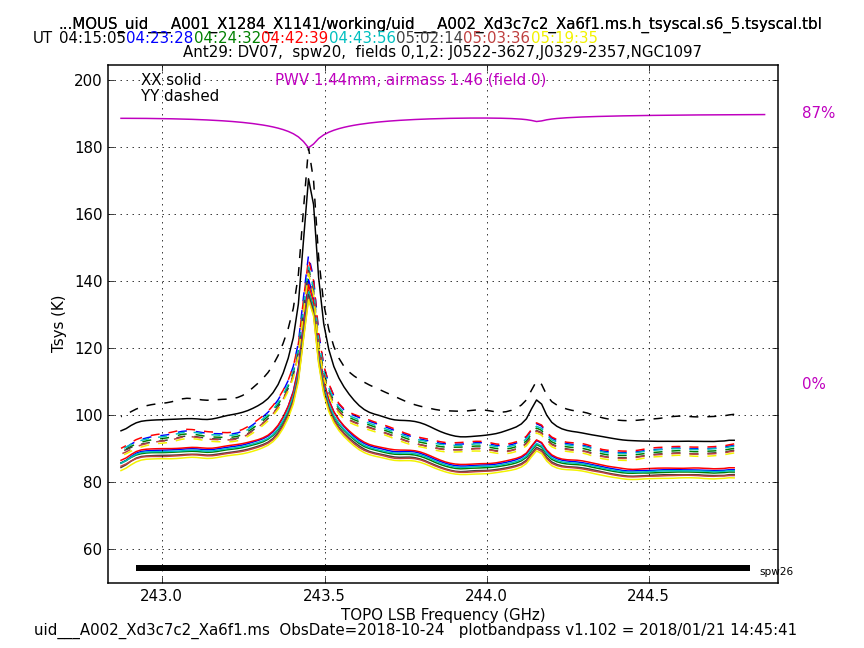 ...MOUS_uid___A001_X1284_X1141/working/uid___A002_Xd3c7c2_Xa6f1.ms.h_tsyscal.s6_5.tsyscal.tbl
UT 04:15:05 04:23:28 04:24:32 04:42:39 04:43:56 05:02:14 05:03:36 05:19:35
Ant29: DV07, spw20, fields 0,1,2: J0522-3627,J0329-2357,NGC1097
XX solid
YY dashed
PWV 1.44mm, airmass 1.46 (field 0)
87%
0%
200
180
160
140
120
100
80
60
Tsys (K)
spw26
243.0 243.5 244.0 244.5
TOPO LSB Frequency (GHz)
uid___A002_Xd3c7c2_Xa6f1.ms ObsDate=2018-10-24 plotbandpass v1.102 = 2018/01/21 14:45:41